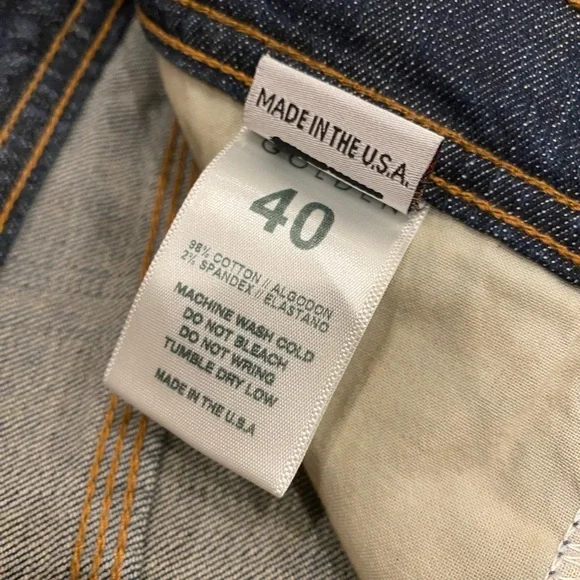 MADE IN THE U.S.A.
40
98% COTTON // ALGODON
2% SPANDEX // ELASTANO
MACHINE WASH COLD
DO NOT BLEACH
DO NOT WRING
TUMBLE DRY LOW
MADE IN THE U.S.A